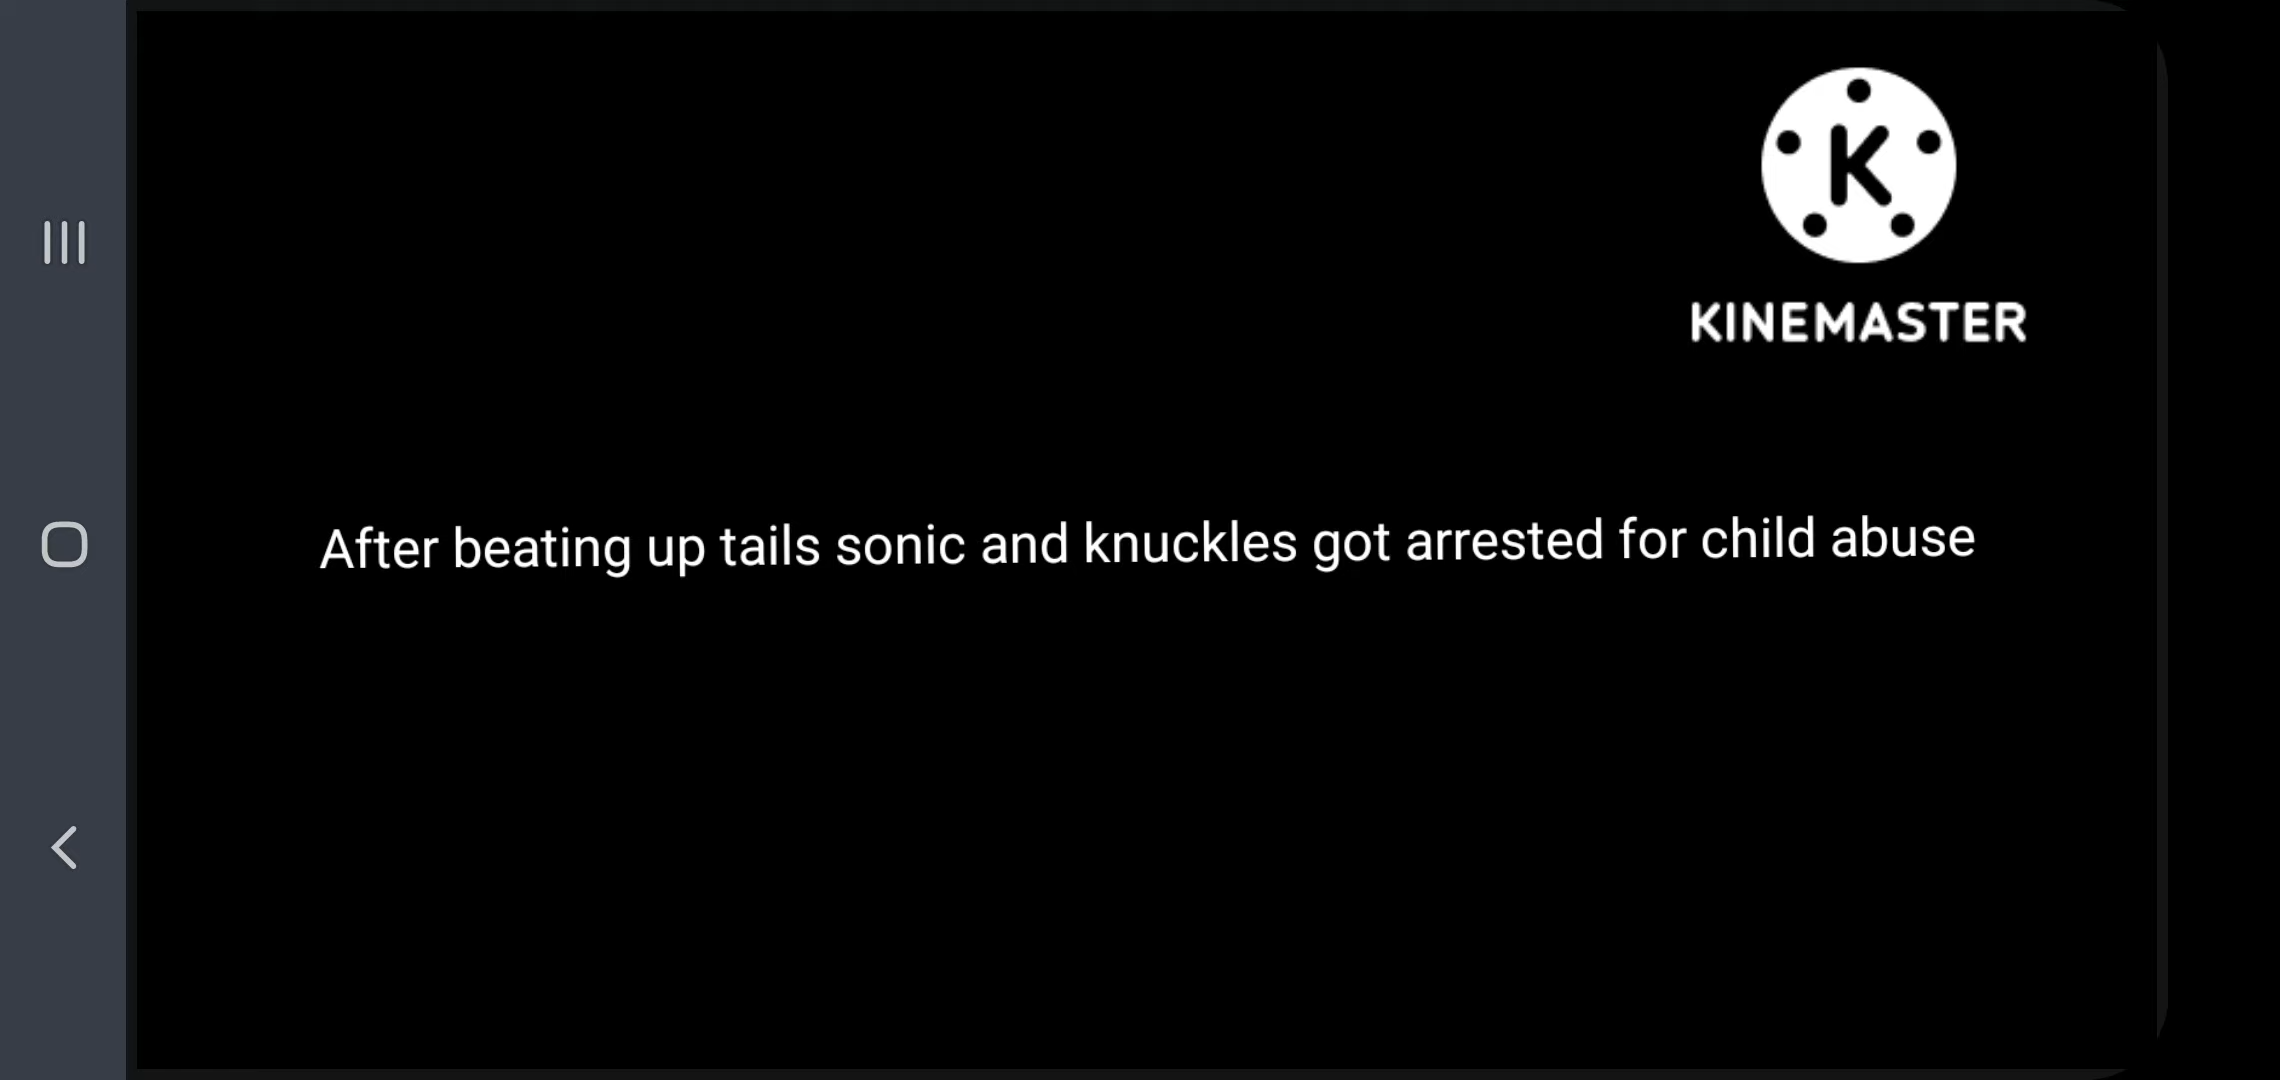 K
KINEMASTER
After beating up tails sonic and knuckles got arrested for child abuse